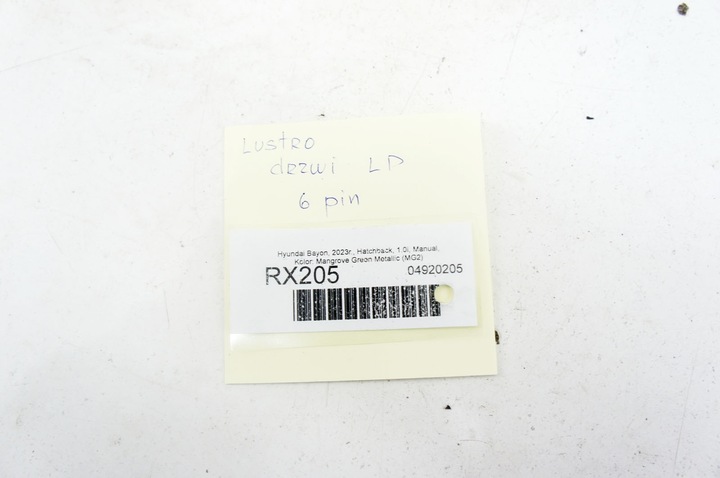 Lustro
drzwi LP
6 pin
Hyundai Bayon, 2023r., Hatchback, 1.0i, Manual,
Kolor: Mangrove Green Metallic (MG2)
RX205 04920205